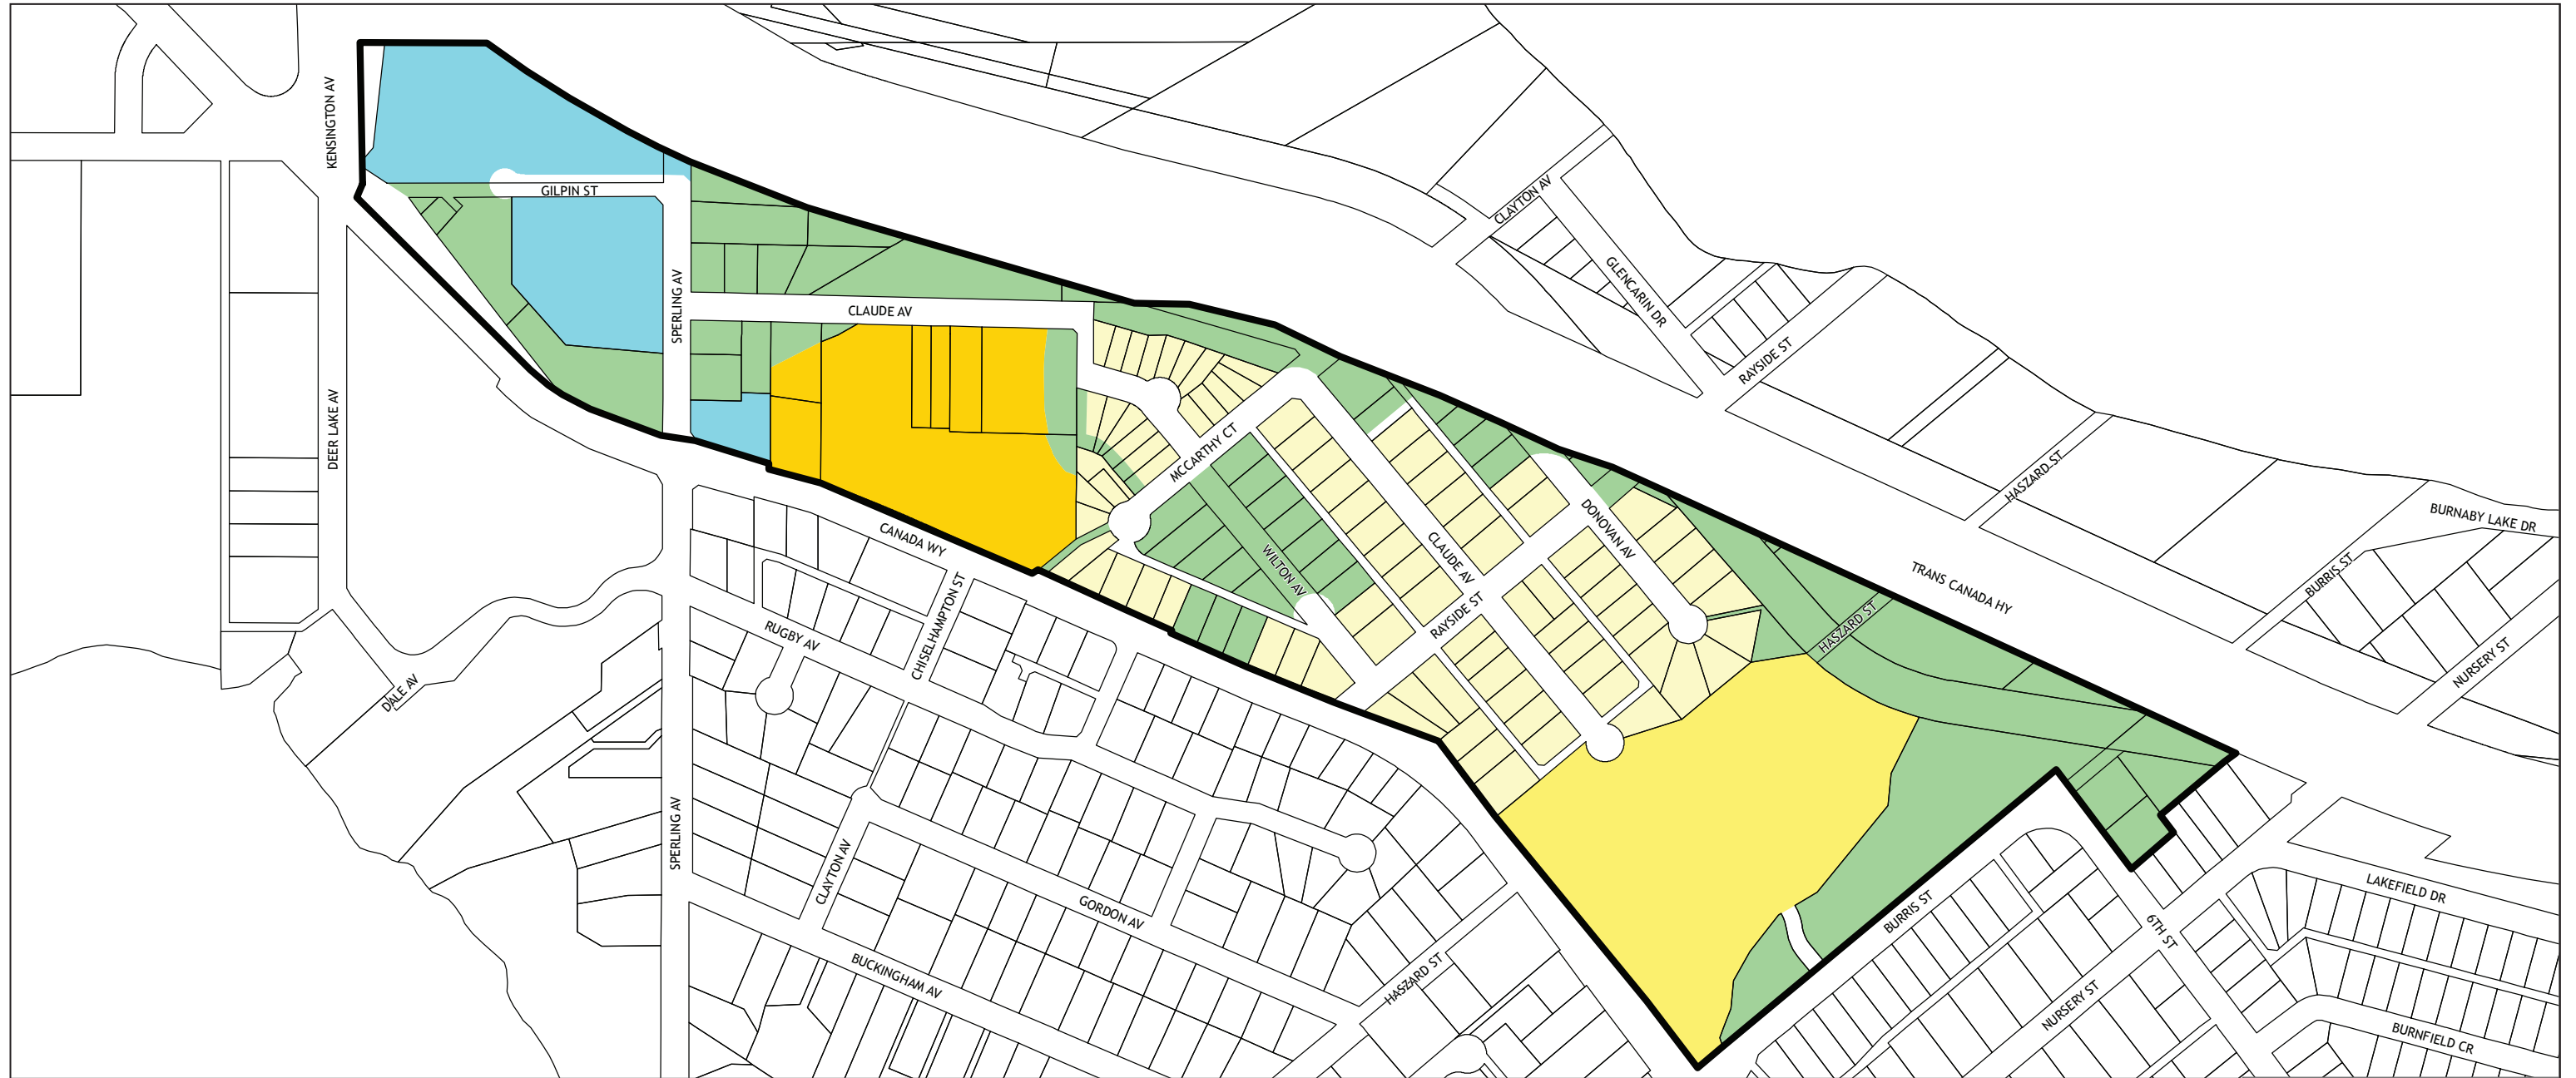 KENSINGTON AV
GILPIN ST
CLAYTON AV
GLENCARIN DR
SPERLING AV
CLAUDE AV
RAYSIDE ST
DEER LAKE AV
MCCARTHY CT
HASZARD ST
BURNABY LAKE DR
CANADA WY
DONOVAN AV
CLAUDE AV
WILTON AV
TRANS CANADA HY
BURRIS ST
CHISELHAMPTON ST
RAYSIDE ST
HASZARD ST
RUGBY AV
NURSERY ST
DALE AV
SPERLING AV
CLAYTON AV
LAKEFIELD DR
GORDON AV
BURRIS ST
6TH ST
BUCKINGHAM AV
HASZARD ST
NURSERY ST
BURNFIELD CR